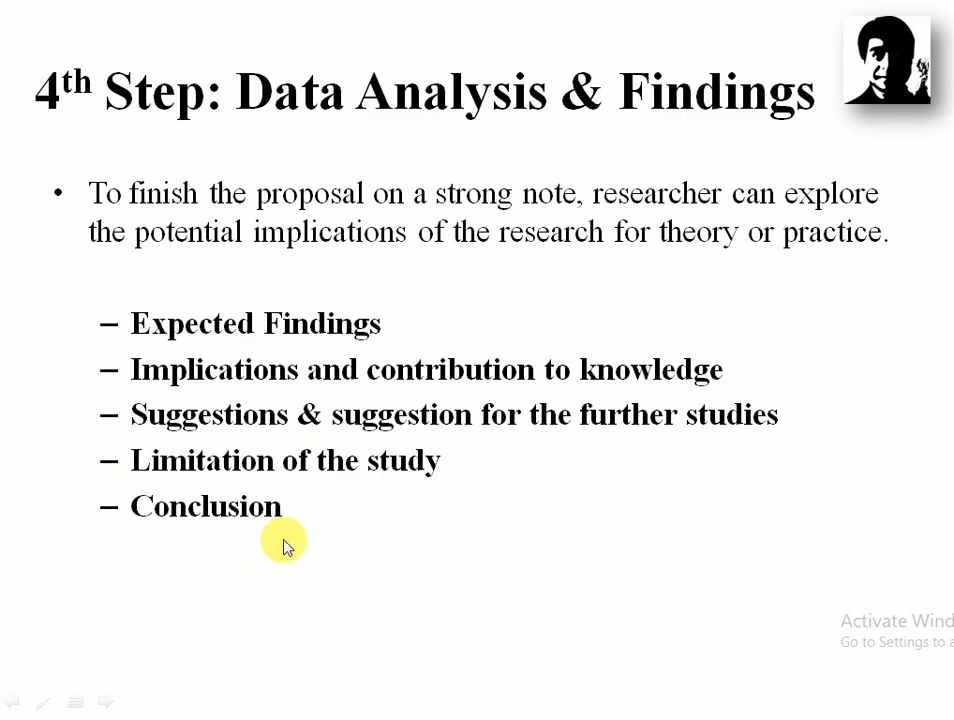 4th Step: Data Analysis & Findings
• To finish the proposal on a strong note, researcher can explore
the potential implications of the research for theory or practice.
– Expected Findings
– Implications and contribution to knowledge
– Suggestions & suggestion for the further studies
– Limitation of the study
– Conclusion
Activate Wind
Go to Settings to a